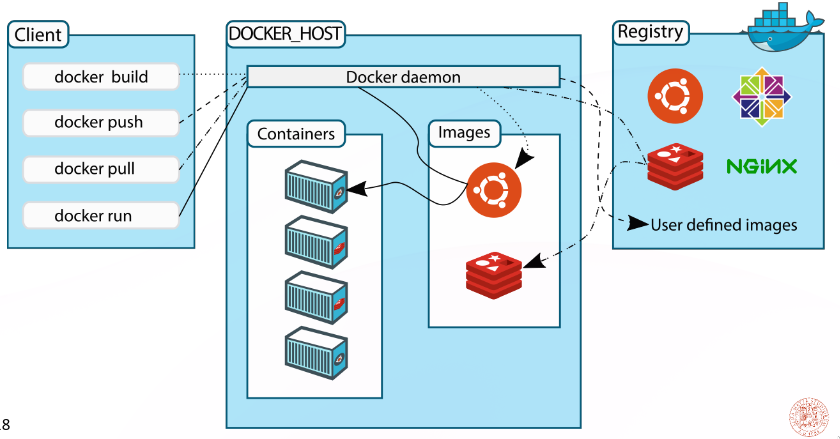 Client
docker build
docker push
docker pull
docker run
DOCKER_HOST
Docker daemon
Containers
Images
Registry
NGINX
User defined images
.8